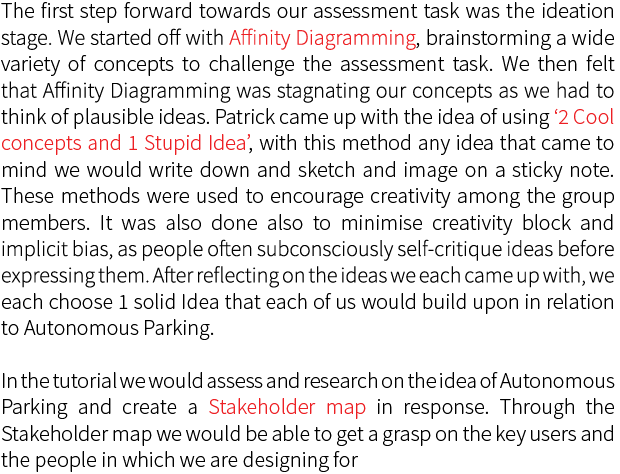 The first step forward towards our assessment task was the ideation
stage. We started off with Affinity Diagramming, brainstorming a wide
variety of concepts to challenge the assessment task. We then felt
that Affinity Diagramming was stagnating our concepts as we had to
think of plausible ideas. Patrick came up with the idea of using ‘2 Cool
concepts and 1 Stupid Idea’, with this method any idea that came to
mind we would write down and sketch and image on a sticky note.
These methods were used to encourage creativity among the group
members. It was also done also to minimise creativity block and
implicit bias, as people often subconsciously self-critique ideas before
expressing them. After reflecting on the ideas we each came up with, we
each choose 1 solid Idea that each of us would build upon in relation
to Autonomous Parking.
In the tutorial we would assess and research on the idea of Autonomous
Parking and create a Stakeholder map in response. Through the
Stakeholder map we would be able to get a grasp on the key users and
the people in which we are designing for